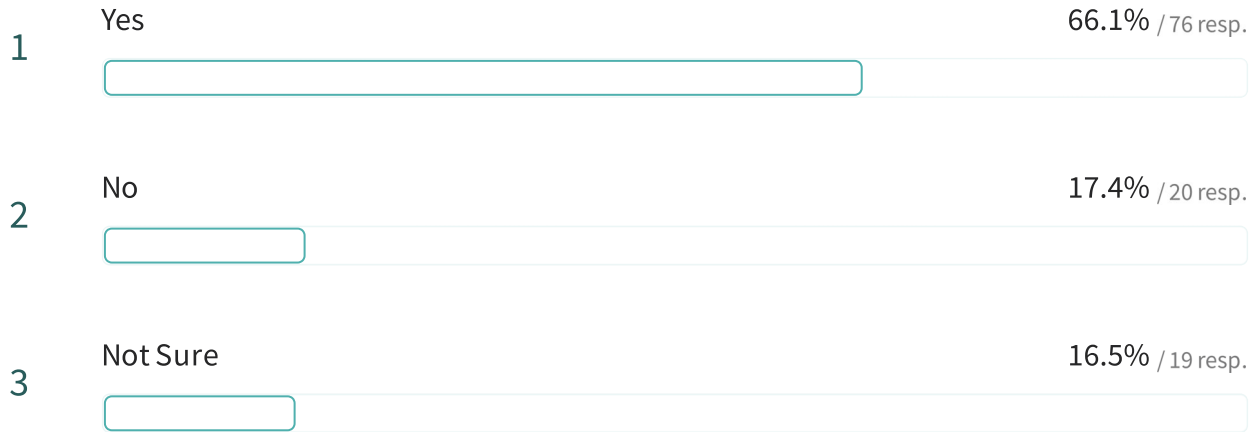 1
Yes
66.1% / 76 resp.
2
No
17.4% / 20 resp.
3
Not Sure
16.5% / 19 resp.